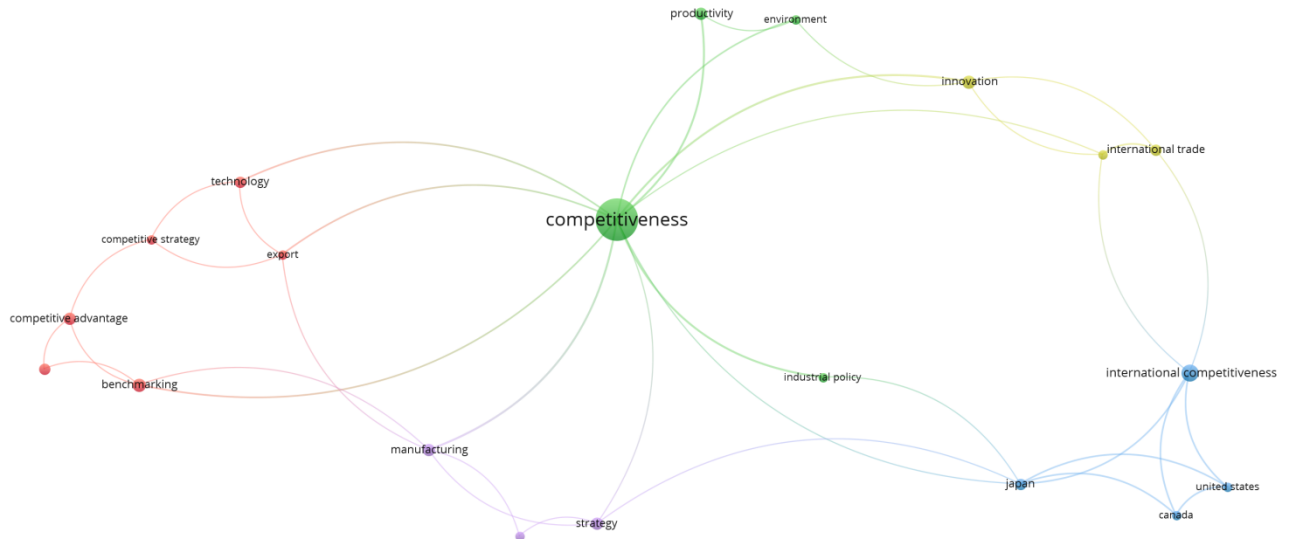 productivity
environment
innovation
international trade
technology
competitiveness
competitive strategy
export
competitive advantage
benchmarking
international competitiveness
industrial policy
manufacturing
japan
united states
canada
strategy